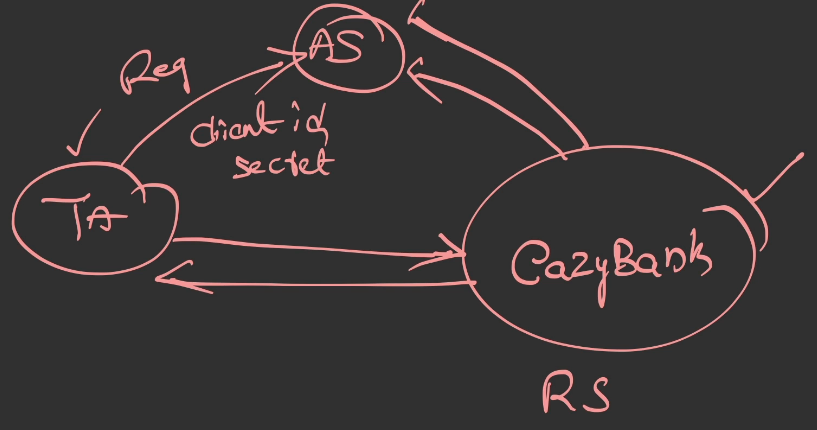 AS
Req
client id
secret
TA
CazyBank
RS